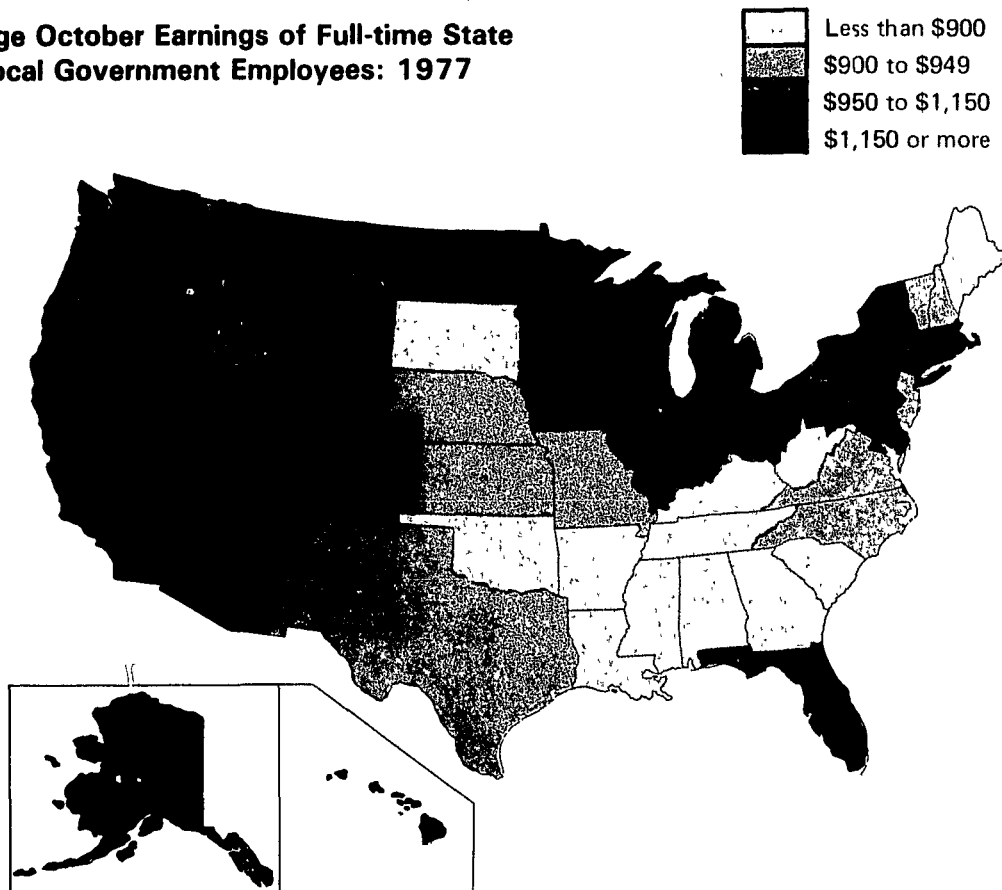 ge October Earnings of Full-time State
ocal Government Employees: 1977
Less than $900
$900 to $949
$950 to $1,150
$1,150 or more